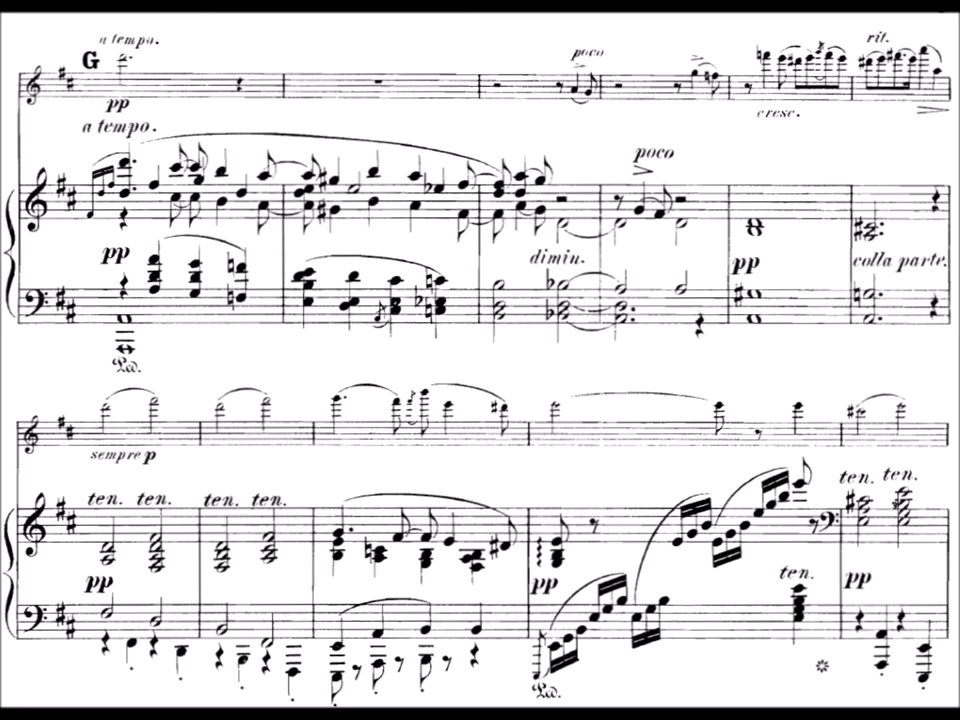 a tempo.
G
poco
rit.
pp
cresc.
a tempo.
poco
pp
dimin.
pp
colla parte.
Ped.
sempre p
ten. ten. ten. ten. ten. ten.
pp
pp
ten.
pp
Ped.